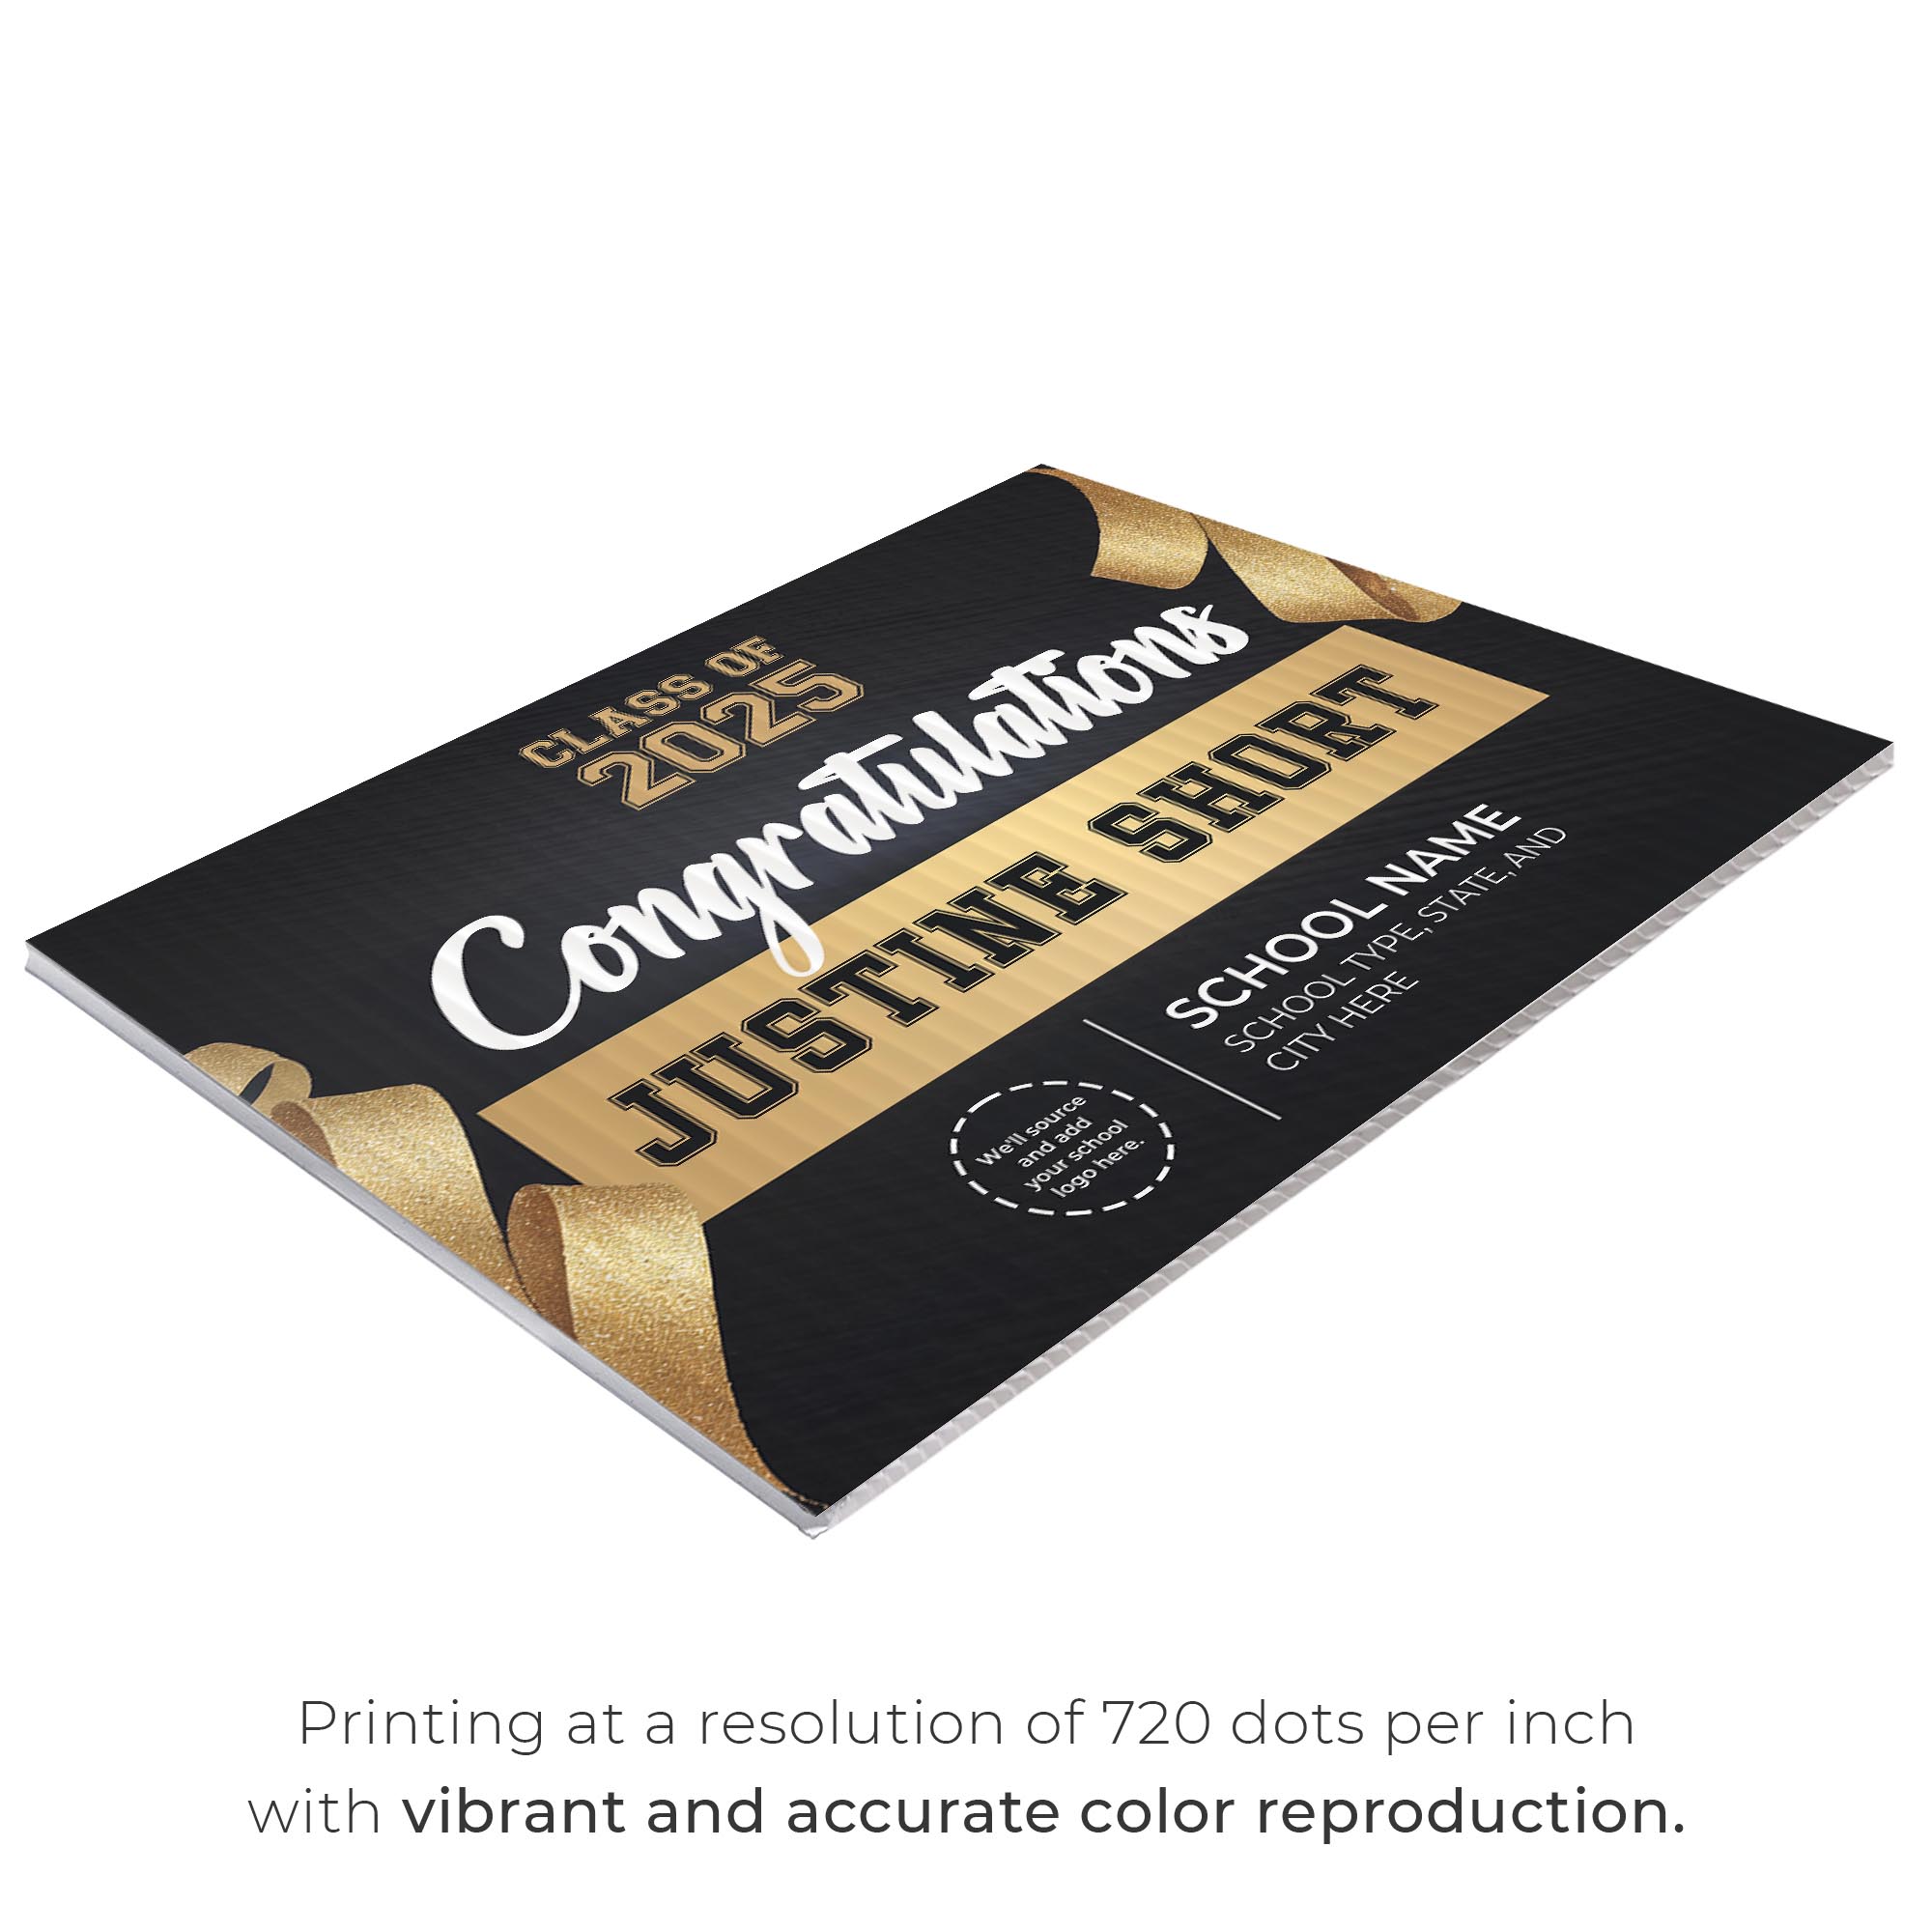 CLASS OF
2025
Congratulations
JUSTINE SHORT
We'll source
and add
your school
logo here.
SCHOOL NAME
SCHOOL TYPE, STATE, AND
CITY HERE
Printing at a resolution of 720 dots per inch
with vibrant and accurate color reproduction.